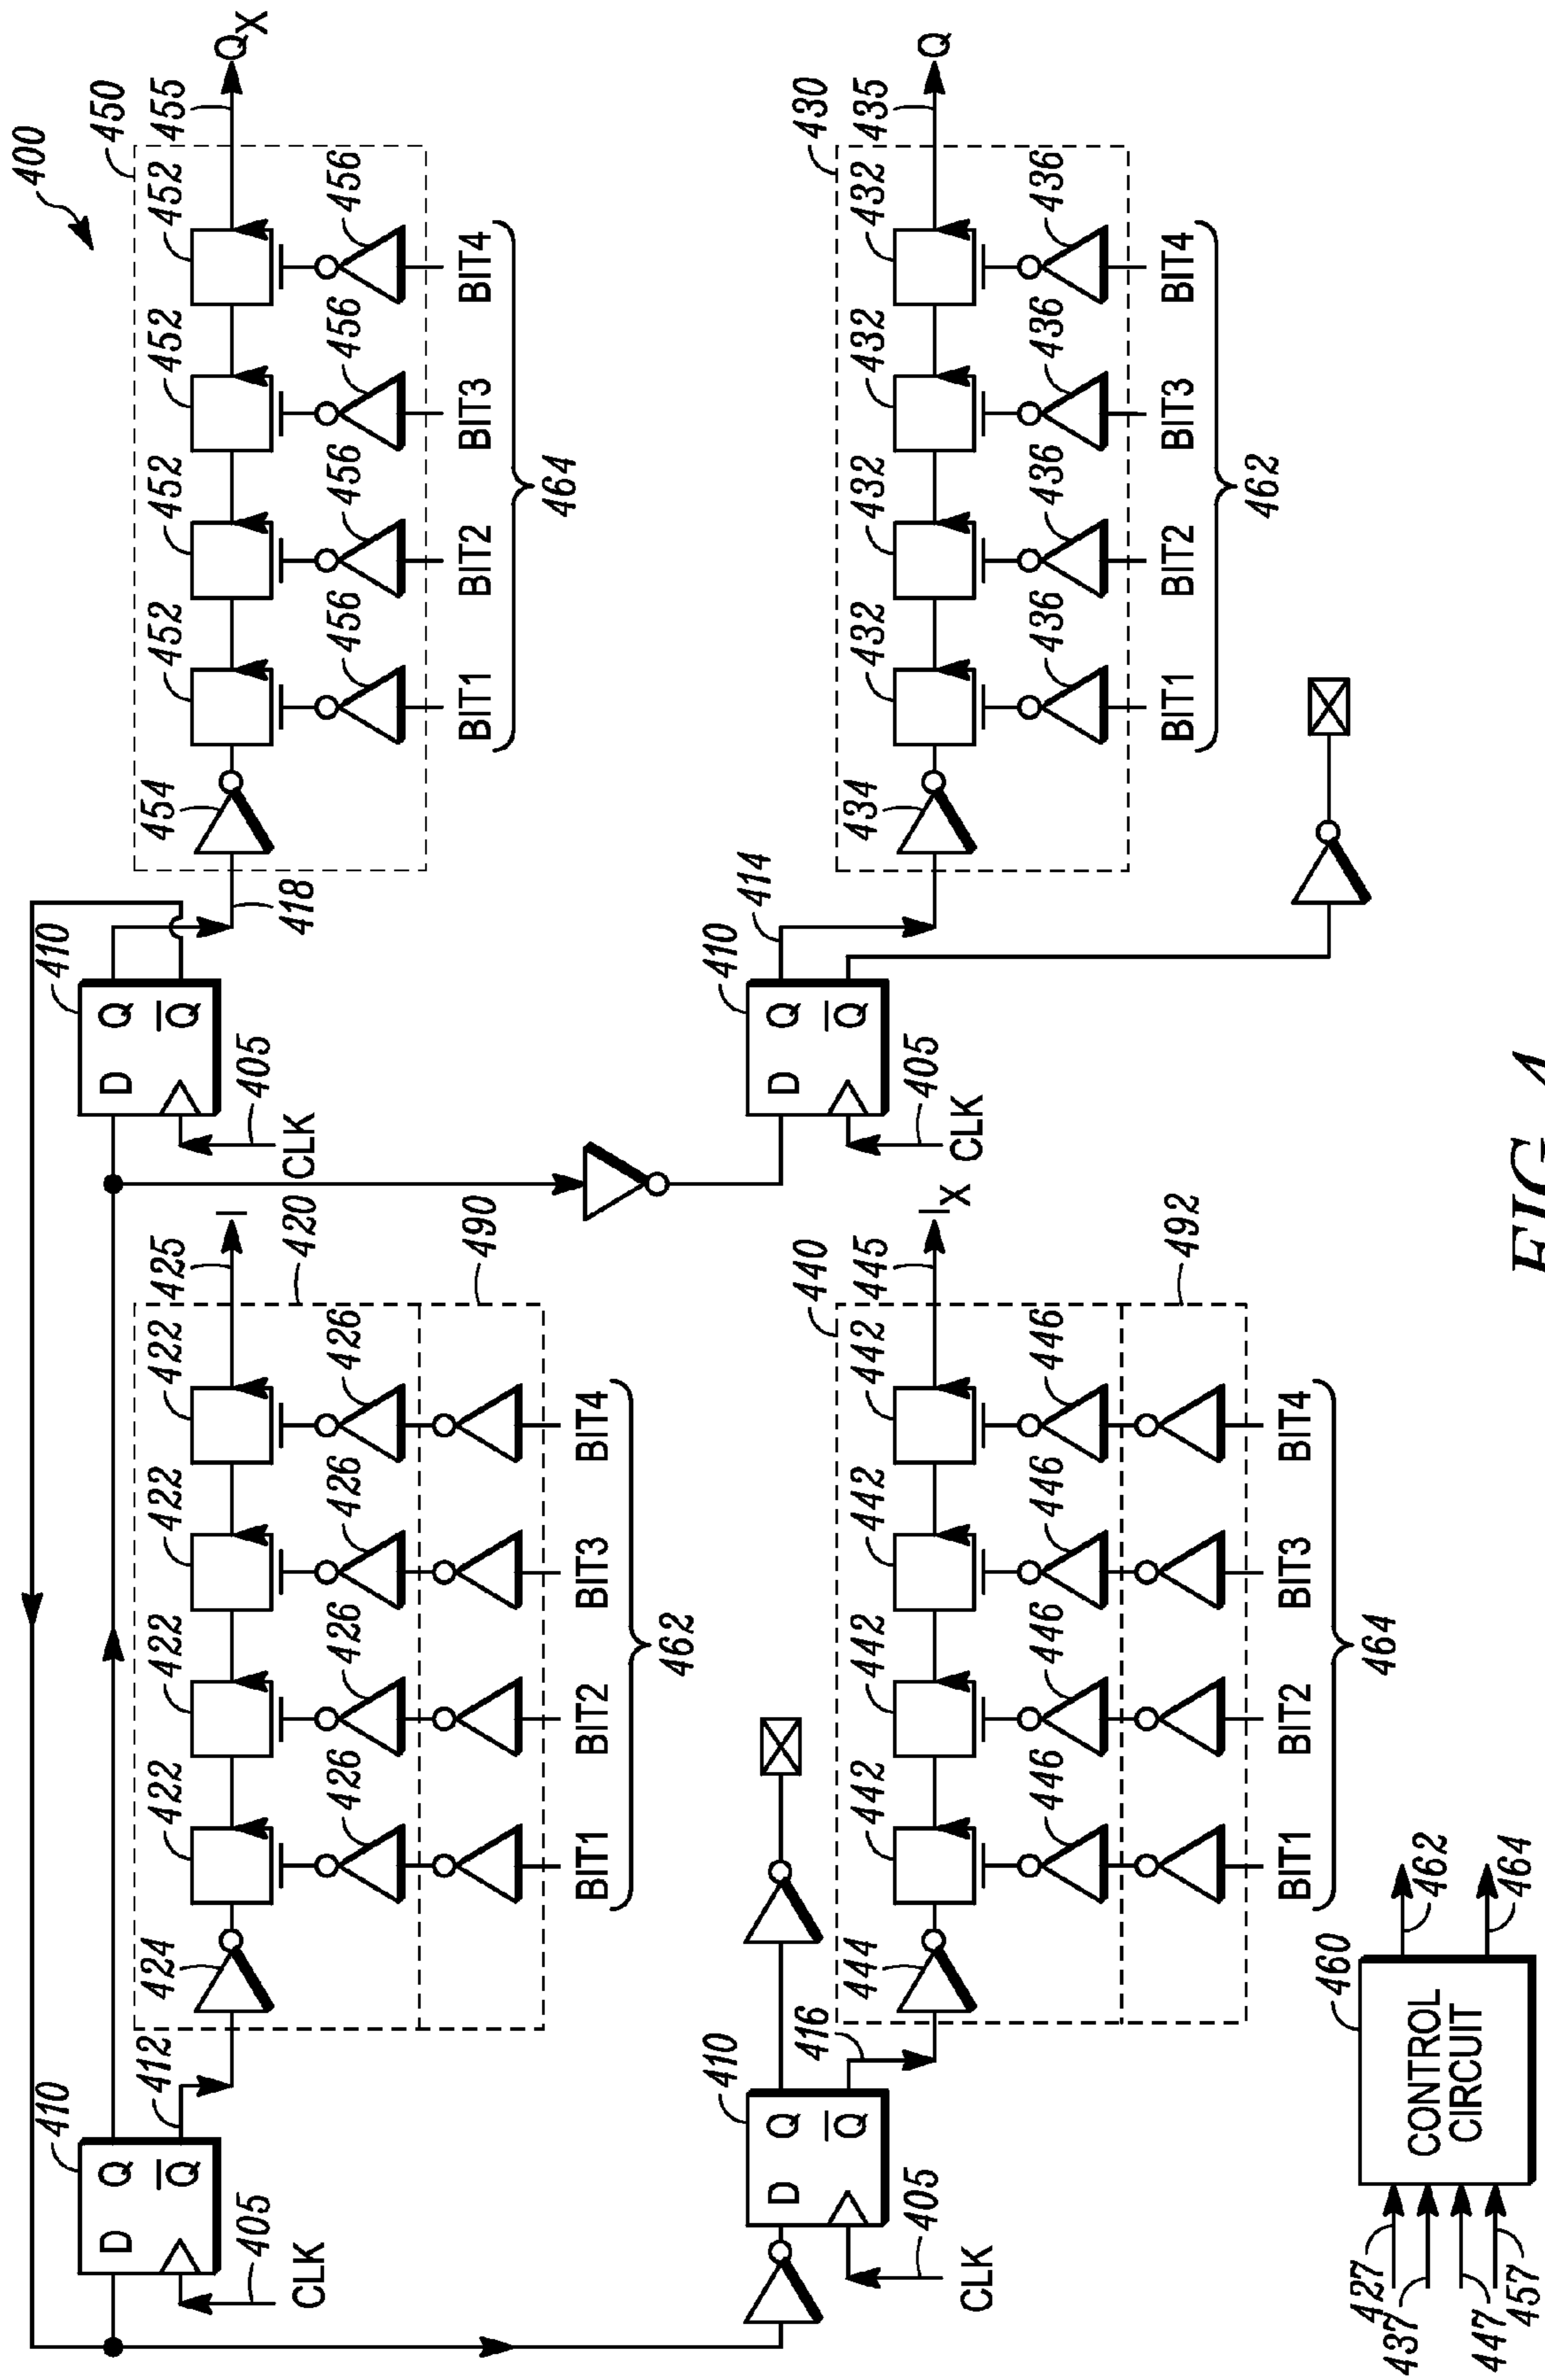 400
410
410
450
D Q
D Q
Q
Q
412
424
422
422
422
422
425
454
452
452
452
452
455
405
CLK
I
405
CLK
418
QX
426
426
426
426
420
456
456
456
456
490
BIT1
BIT2
BIT3
BIT4
BIT1
BIT2
BIT3
BIT4
462
464
410
410
414
430
D Q
D Q
Q
Q
416
444
442
442
442
442
440
445
434
432
432
432
432
435
405
CLK
IX
405
CLK
Q
446
446
446
446
492
436
436
436
436
BIT1
BIT2
BIT3
BIT4
BIT1
BIT2
BIT3
BIT4
464
462
460
427
437
447
457
CONTROL
CIRCUIT
462
464
FIG 4